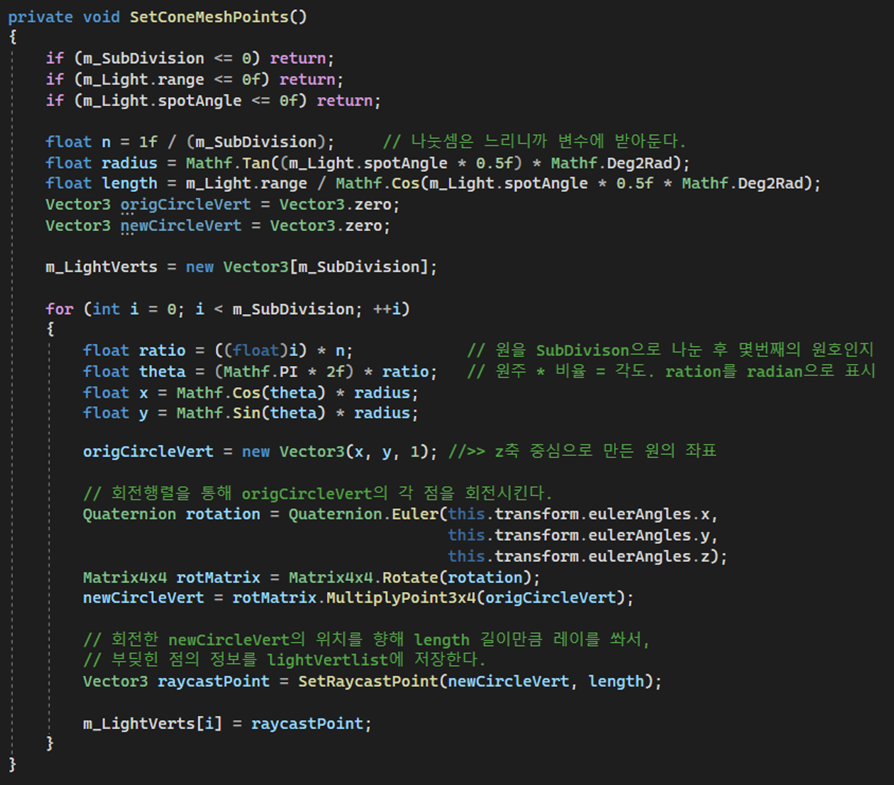 private void SetConeMeshPoints()
{
if (m_SubDivision <= 0) return;
if (m_Light.range <= 0f) return;
if (m_Light.spotAngle <= 0f) return;
float n = 1f / (m_SubDivision); // 나눗셈은 느리니까 변수에 받아둔다.
float radius = Mathf.Tan((m_Light.spotAngle * 0.5f) * Mathf.Deg2Rad);
float length = m_Light.range / Mathf.Cos(m_Light.spotAngle * 0.5f * Mathf.Deg2Rad);
Vector3 origCircleVert = Vector3.zero;
Vector3 newCircleVert = Vector3.zero;
m_LightVerts = new Vector3[m_SubDivision];
for (int i = 0; i < m_SubDivision; ++i)
{
float ratio = ((float)i) * n; // 원을 SubDivison으로 나눈 후 몇번째의 원호인지
float theta = (Mathf.PI * 2f) * ratio; // 원주 * 비율 = 각도. ration를 radian으로 표시
float x = Mathf.Cos(theta) * radius;
float y = Mathf.Sin(theta) * radius;
origCircleVert = new Vector3(x, y, 1); //>> z축 중심으로 만든 원의 좌표
// 회전행렬을 통해 origCircleVert의 각 점을 회전시킨다.
Quaternion rotation = Quaternion.Euler(this.transform.eulerAngles.x,
this.transform.eulerAngles.y,
this.transform.eulerAngles.z);
Matrix4x4 rotMatrix = Matrix4x4.Rotate(rotation);
newCircleVert = rotMatrix.MultiplyPoint3x4(origCircleVert);
// 회전한 newCircleVert의 위치를 향해 length 길이만큼 레이를 쏴서,
// 부딪힌 점의 정보를 lightVertlist에 저장한다.
Vector3 raycastPoint = SetRaycastPoint(newCircleVert, length);
m_LightVerts[i] = raycastPoint;
}
}